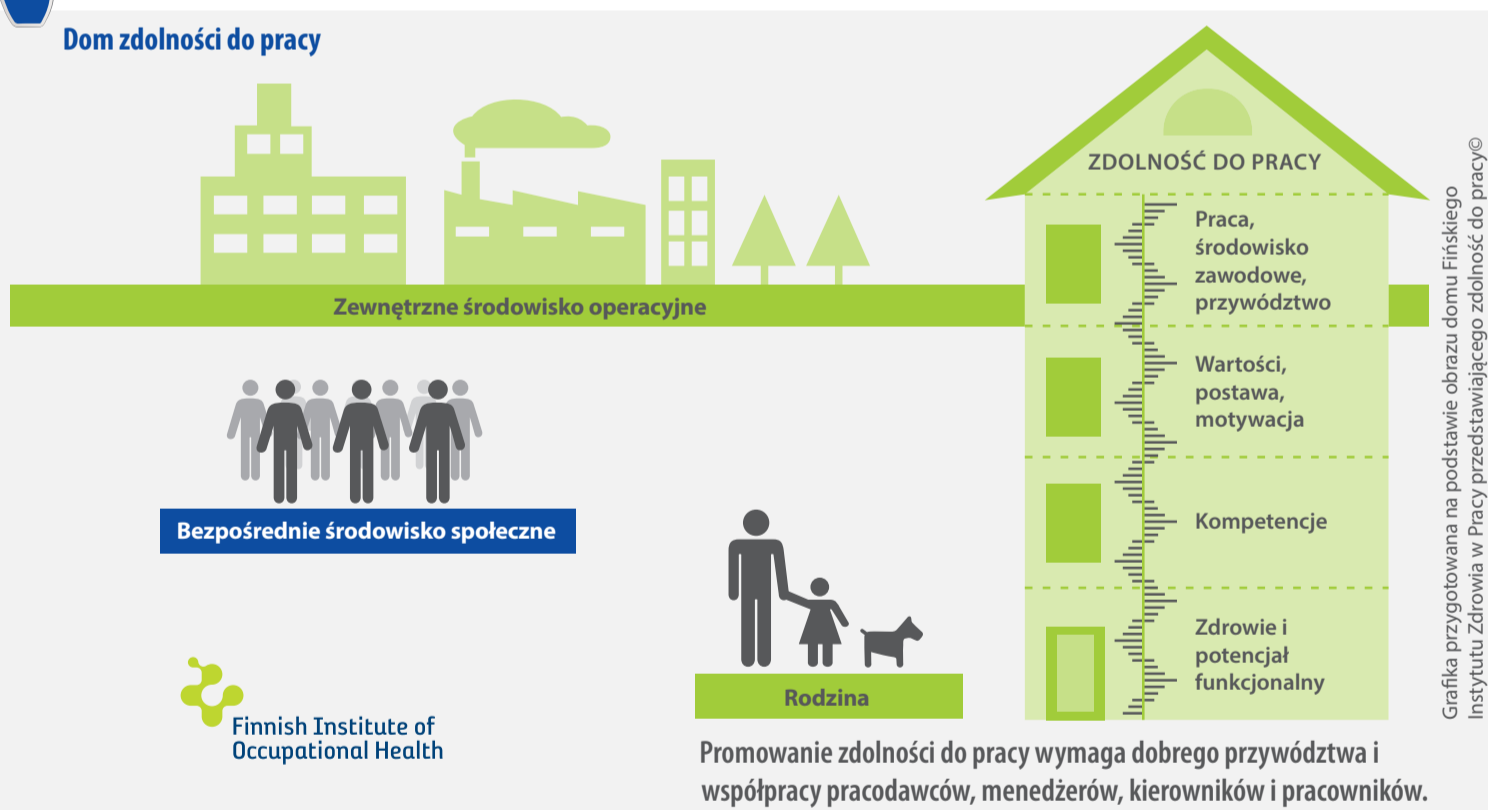 Dom zdolności do pracy
ZDOLNOŚĆ DO PRACY
Praca,
środowisko
zawodowe,
przywództwo
Zewnętrzne środowisko operacyjne
Wartości,
postawa,
motywacja
Bezpośrednie środowisko społeczne
Kompetencje
Zdrowie i
potencjał
funkcjonalny
Rodzina
Finnish Institute of
Occupational Health
Promowanie zdolności do pracy wymaga dobrego przywództwa i
współpracy pracodawców, menedżerów, kierowników i pracowników.
Grafika przygotowana na podstawie obrazu domu Fińskiego
Instytutu Zdrowia w Pracy przedstawiającego zdolność do pracy©